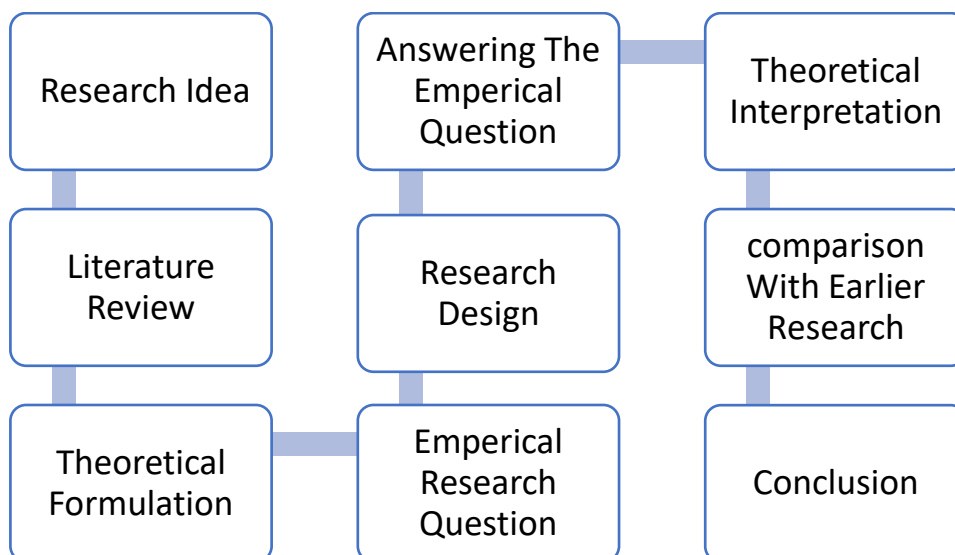 Research Idea
Literature
Review
Theoretical
Formulation
Emperical
Research
Question
Research
Design
Answering The
Emperical
Question
Theoretical
Interpretation
comparison
With Earlier
Research
Conclusion